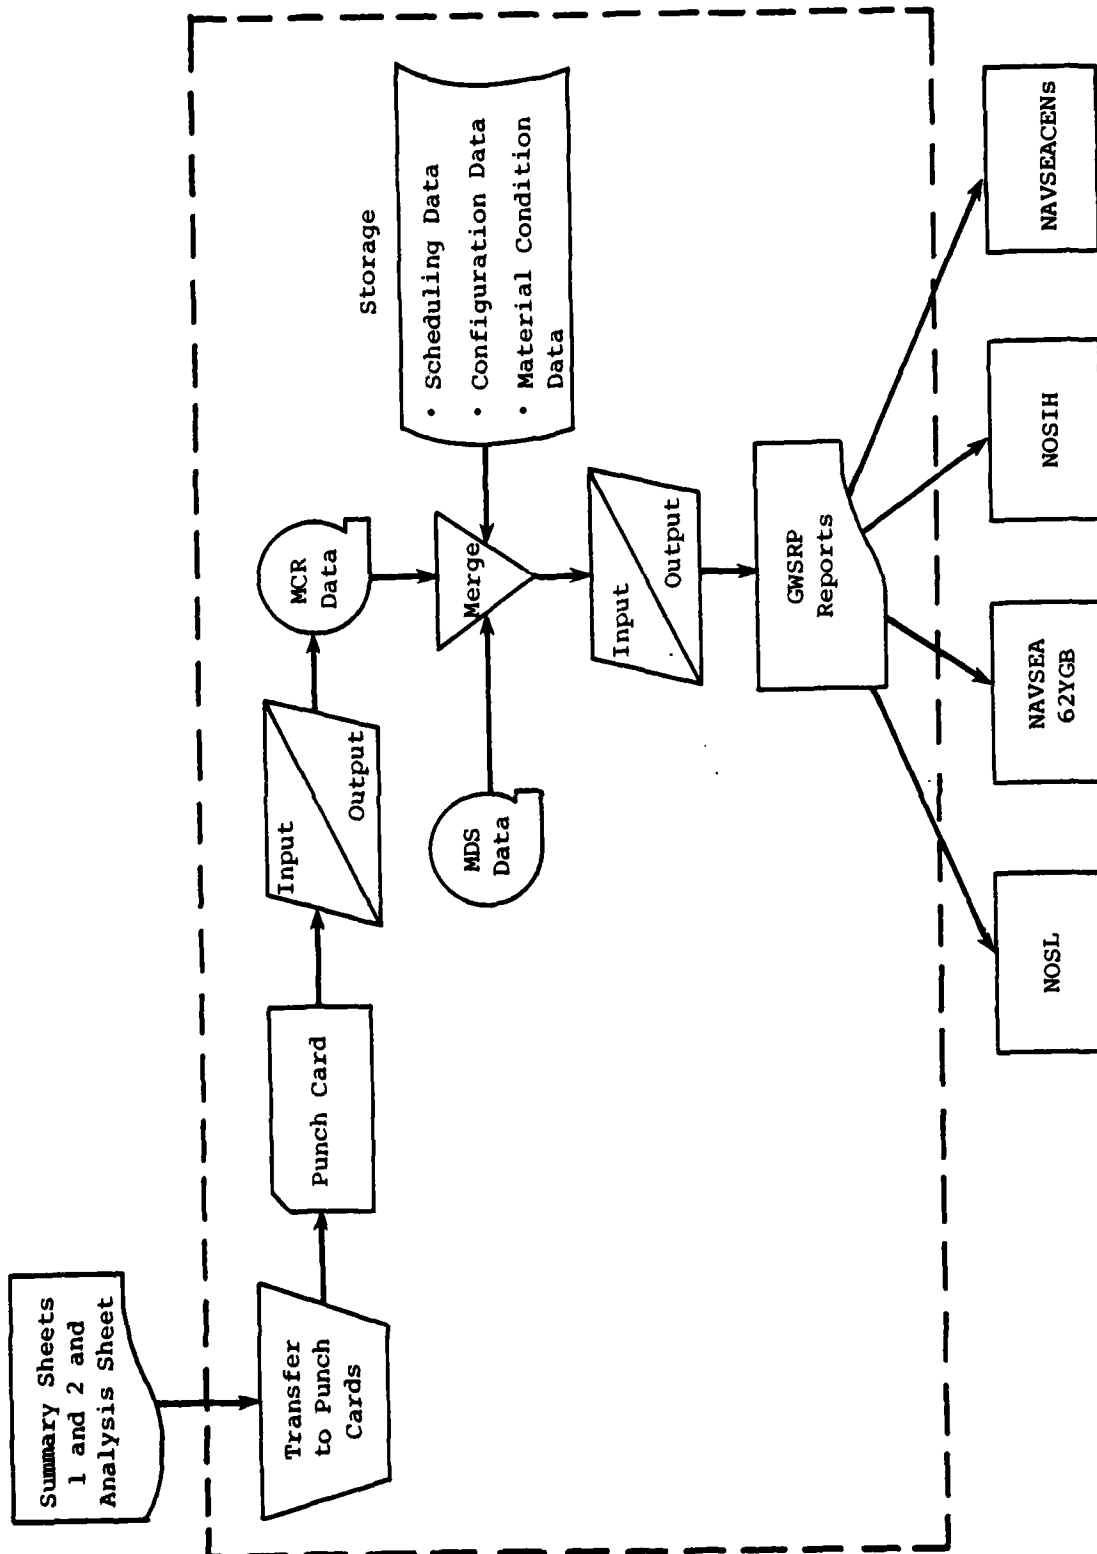 Summary Sheets
1 and 2 and
Analysis Sheet
Transfer
to Punch
Cards
Punch Card
Input
Output
MCR
Data
MDS
Data
Merge
Storage
• Scheduling Data
• Configuration Data
• Material Condition
Data
Input
Output
GWSRP
Reports
NOSL
NAVSEA
62YGB
NOSIH
NAVSEACENs